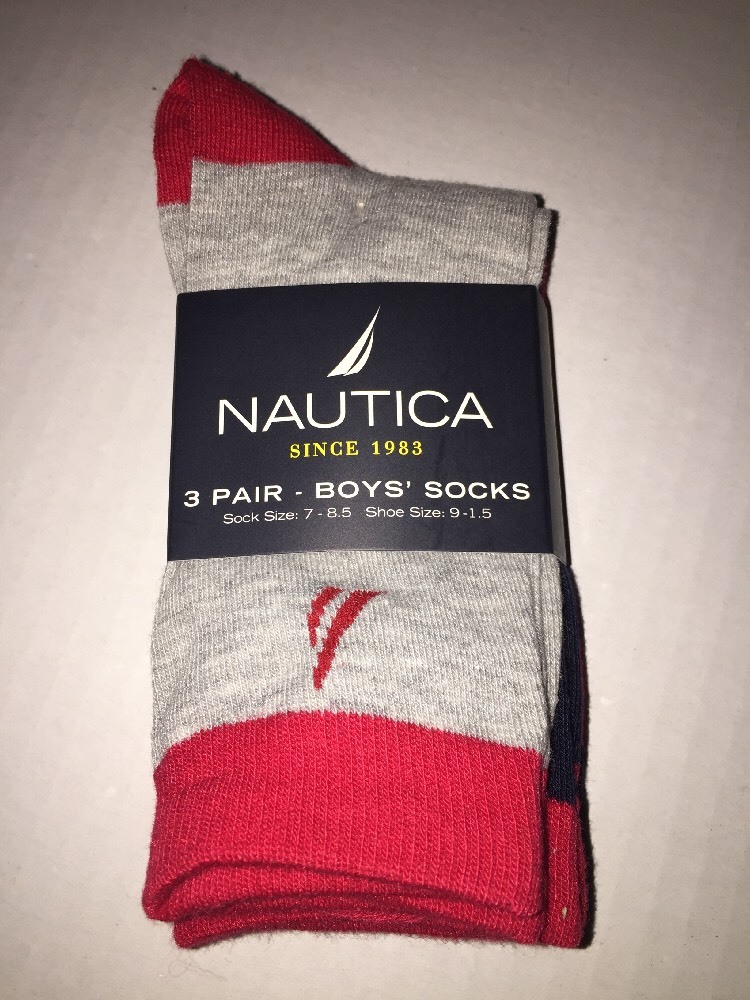 NAUTICA
SINCE 1983
3 PAIR - BOYS' SOCKS
Sock Size: 7 - 8.5 Shoe Size: 9 -1.5